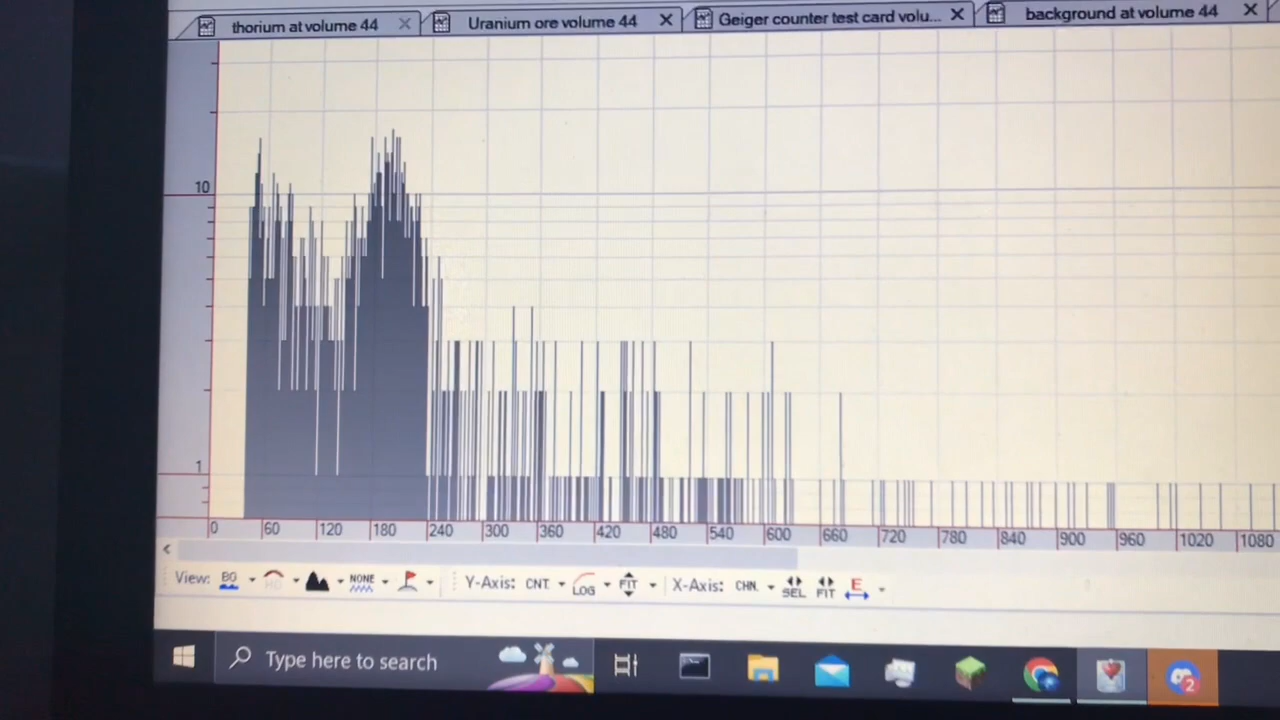 thorium at volume 44
Uranium ore volume 44
Geiger counter test card volu...
background at volume 44
10
1
0 60 120 180 240 300 360 420 480 540 600 660 720 780 840 900 960 1020 1080
View: BG NONE Y-Axis: CNT. LOG FIT X-Axis: CHN. SEL FIT E
Type here to search
2